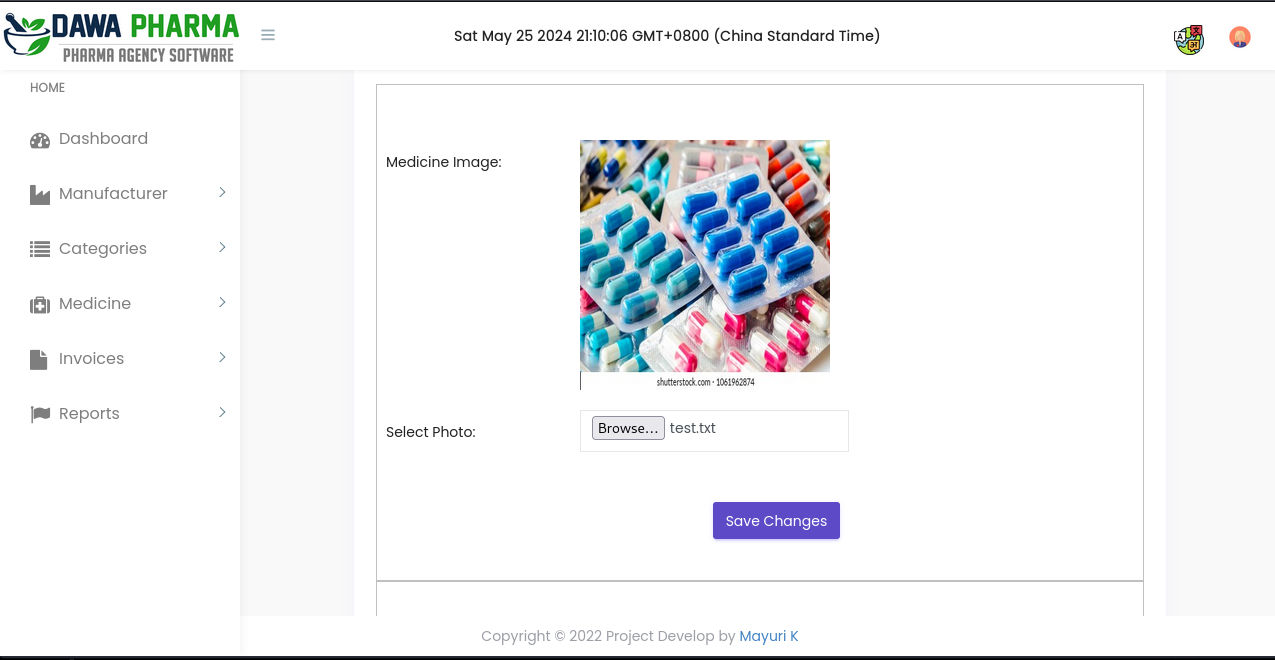 DAWA PHARMA
PHARMA AGENCY SOFTWARE
Sat May 25 2024 21:10:06 GMT+0800 (China Standard Time)
HOME
Dashboard
Manufacturer
Categories
Medicine
Invoices
Reports
Medicine Image:
shutterstock.com · 1061962874
Select Photo:
Browse... test.txt
Save Changes
Copyright © 2022 Project Develop by Mayuri K